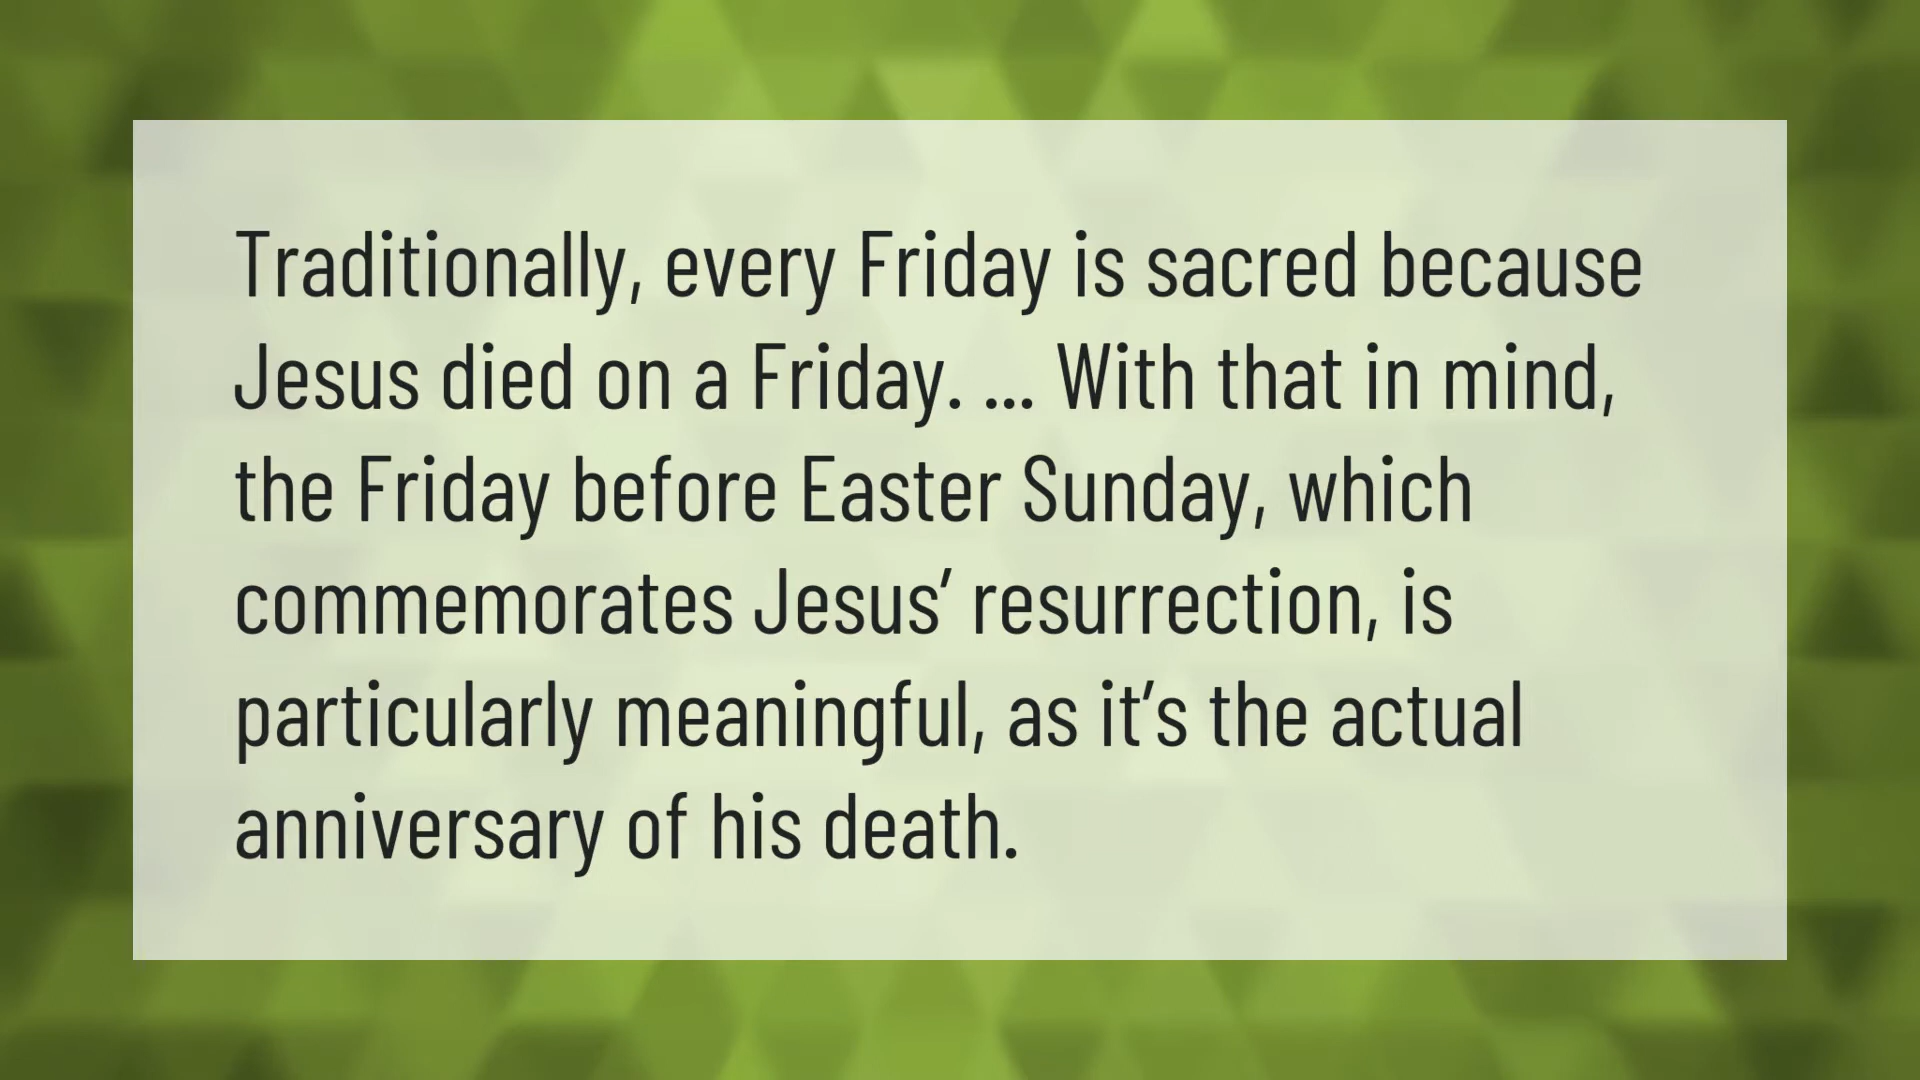 Traditionally, every Friday is sacred because
Jesus died on a Friday. ... With that in mind,
the Friday before Easter Sunday, which
commemorates Jesus’ resurrection, is
particularly meaningful, as it’s the actual
anniversary of his death.